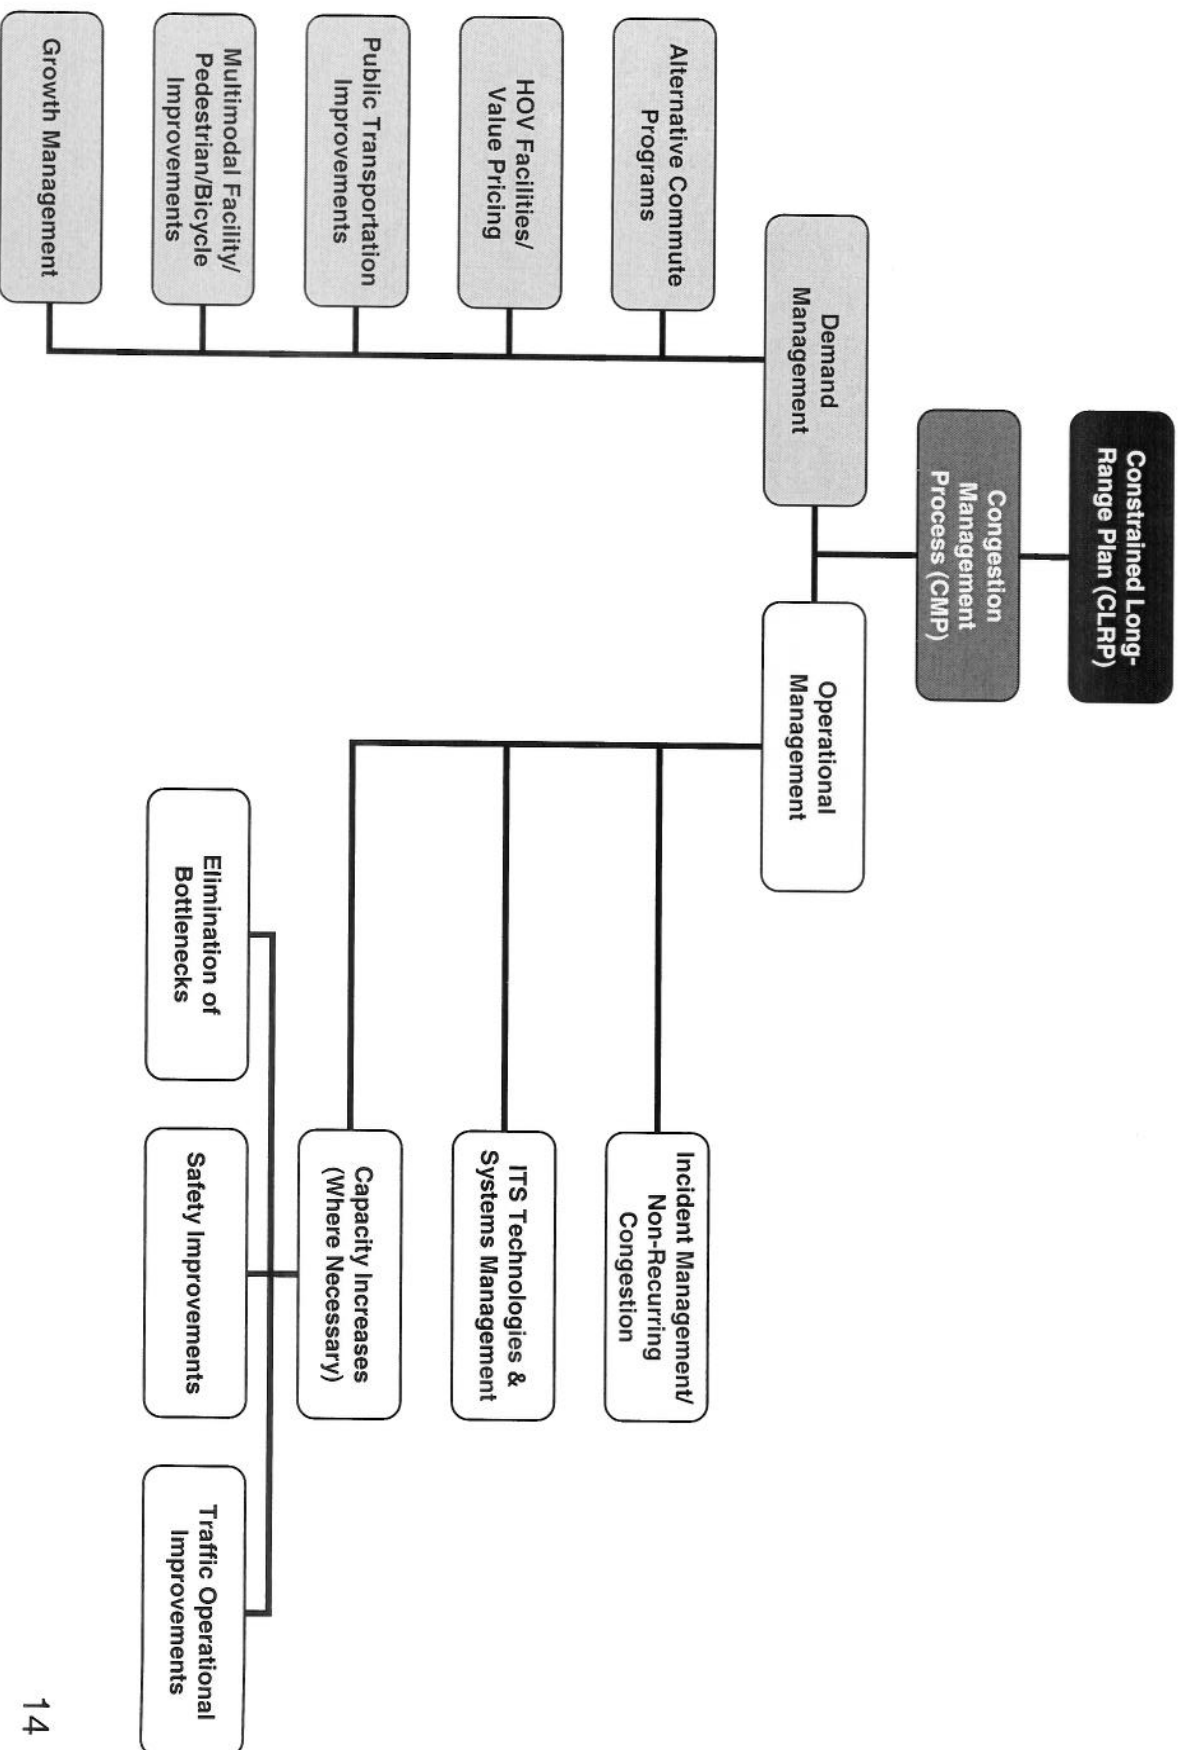 Constrained Long-
Range Plan (CLRP)
Congestion
Management
Process (CMP)
Demand
Management
Operational
Management
Alternative Commute
Programs
HOV Facilities/
Value Pricing
Public Transportation
Improvements
Multimodal Facility/
Pedestrian/Bicycle
Improvements
Growth Management
Incident Management/
Non-Recurring
Congestion
ITS Technologies &
Systems Management
Capacity Increases
(Where Necessary)
Elimination of
Bottlenecks
Safety Improvements
Traffic Operational
Improvements
14